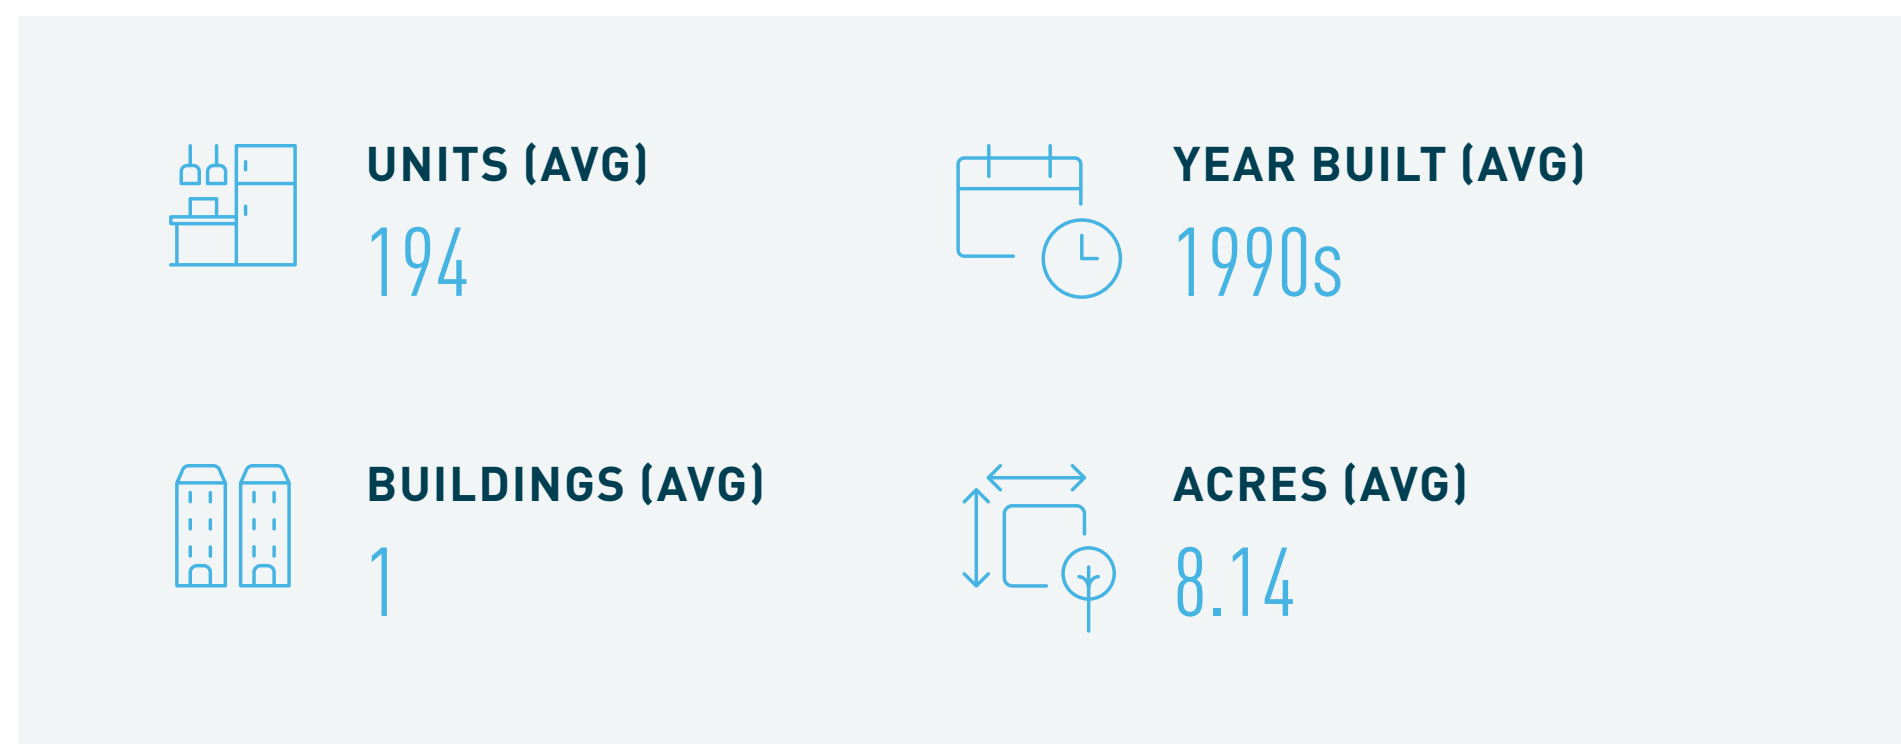 UNITS (AVG)
194
YEAR BUILT (AVG)
1990s
BUILDINGS (AVG)
1
ACRES (AVG)
8.14